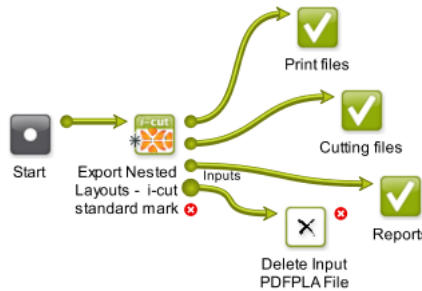 i-cut
Print files
Start
Export Nested
Layouts - i-cut
standard mark
Inputs
Cutting files
Reports
Delete Input
PDFPLA File